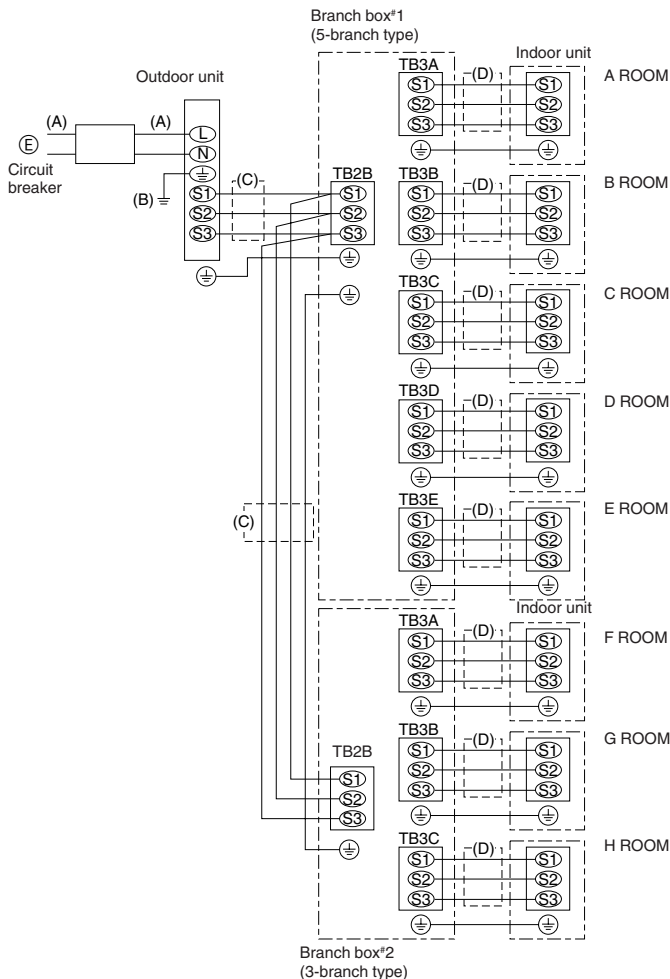 Branch box#1
(5-branch type)
Indoor unit
Outdoor unit
(A)
(A)
E
Circuit
breaker
(B)
L
N
S1
S2
S3
(C)
TB2B
S1
S2
S3
TB3A
S1
S2
S3
(D)
S1
S2
S3
A ROOM
TB3B
S1
S2
S3
(D)
S1
S2
S3
B ROOM
TB3C
S1
S2
S3
(D)
S1
S2
S3
C ROOM
TB3D
S1
S2
S3
(D)
S1
S2
S3
D ROOM
TB3E
S1
S2
S3
(D)
S1
S2
S3
E ROOM
(C)
Indoor unit
TB3A
S1
S2
S3
(D)
S1
S2
S3
F ROOM
TB2B
S1
S2
S3
TB3B
S1
S2
S3
(D)
S1
S2
S3
G ROOM
TB3C
S1
S2
S3
(D)
S1
S2
S3
H ROOM
Branch box#2
(3-branch type)